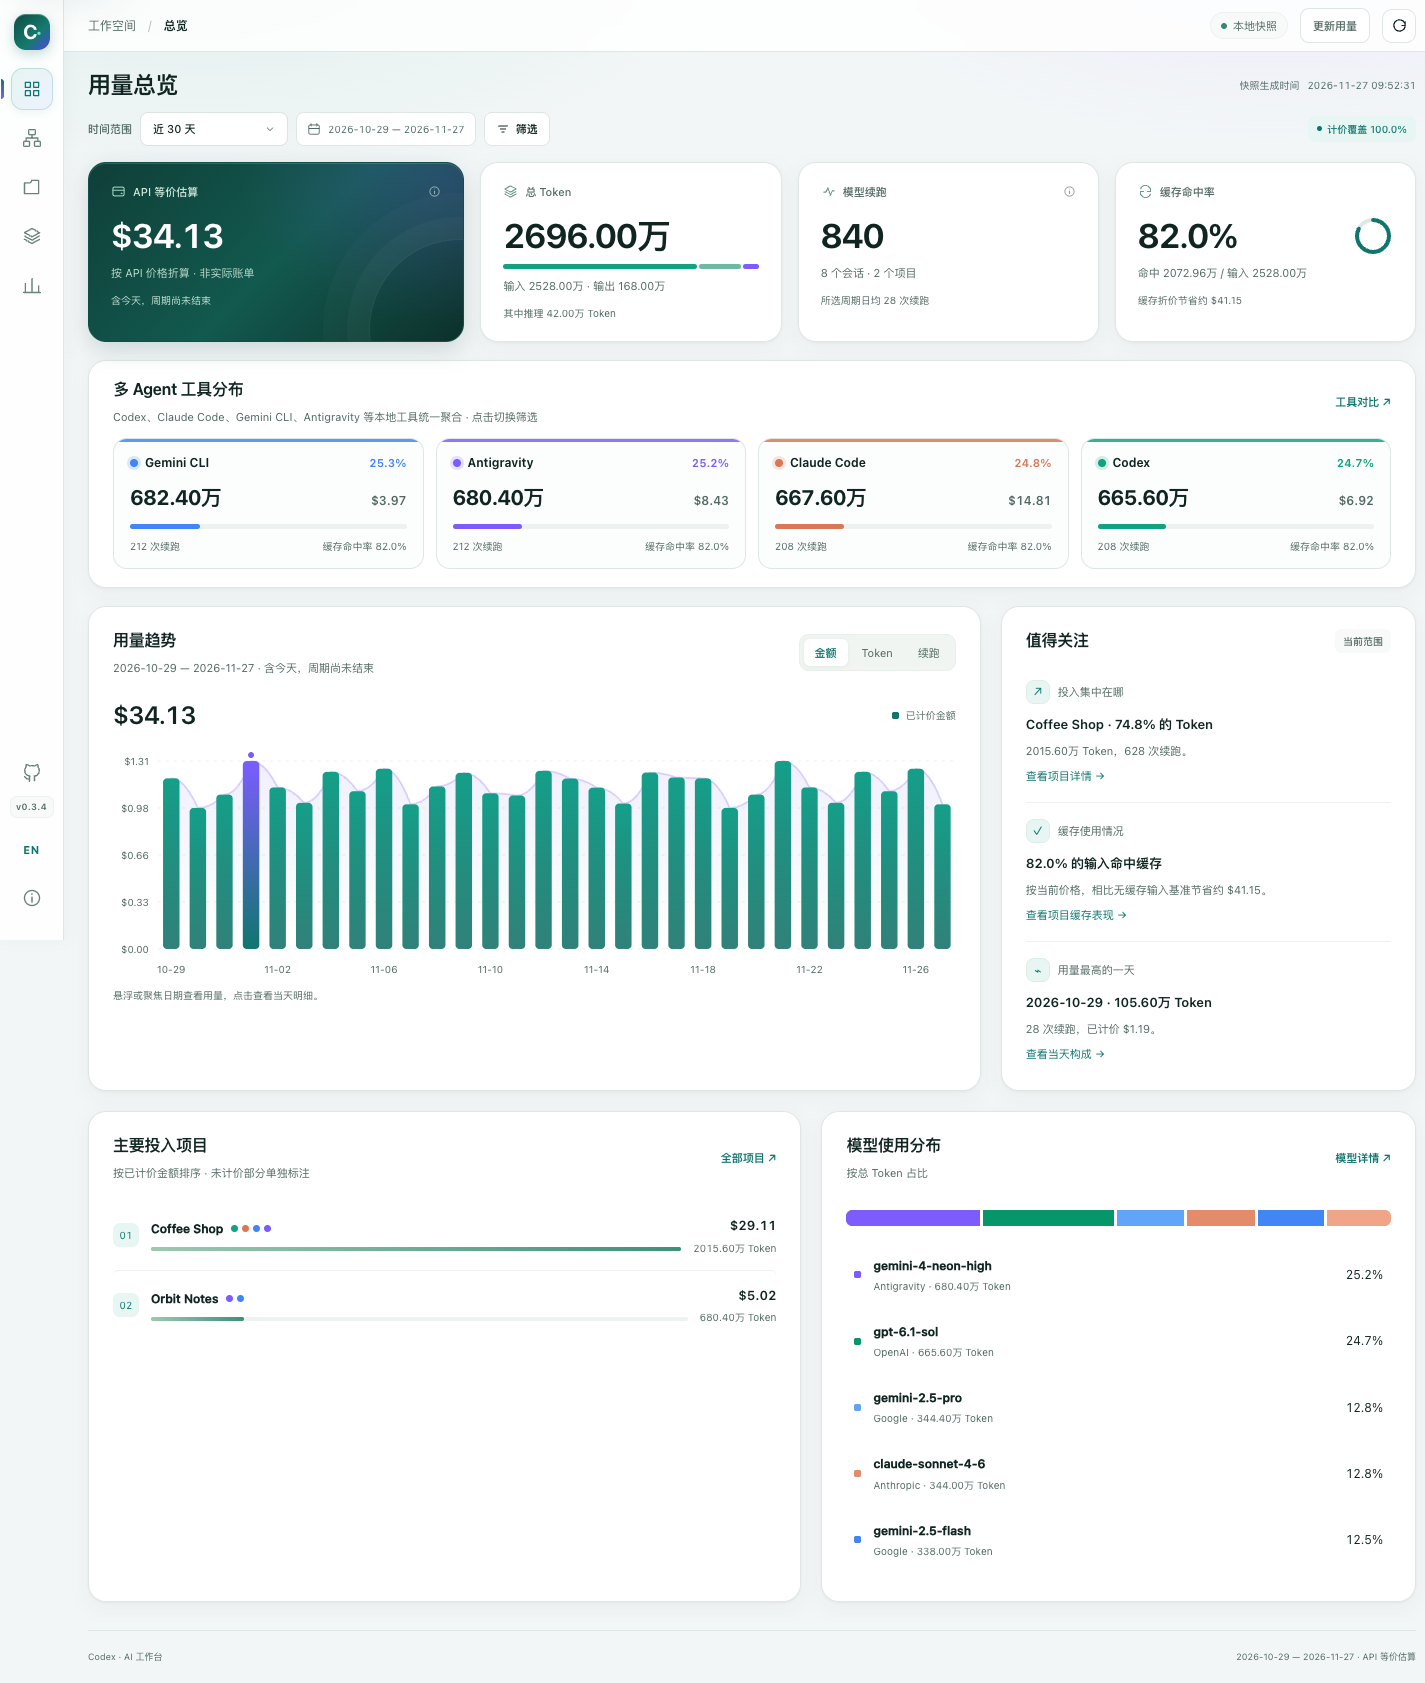 C
工作空间 / 总览
本地快照
更新用量
用量总览
快照生成时间 2026-11-27 09:52:31
时间范围
近 30 天
2026-10-29 — 2026-11-27
筛选
计价覆盖 100.0%
API 等价估算
$34.13
按 API 价格折算 · 非实际账单
含今天，周期尚未结束
总 Token
2696.00万
输入 2528.00万 · 输出 168.00万
其中推理 42.00万 Token
模型续跑
840
8 个会话 · 2 个项目
所选周期日均 28 次续跑
缓存命中率
82.0%
命中 2072.96万 / 输入 2528.00万
缓存折价节省约 $41.15
多 Agent 工具分布
Codex、Claude Code、Gemini CLI、Antigravity 等本地工具统一聚合 · 点击切换筛选
工具对比 ↗
Gemini CLI 25.3%
682.40万 $3.97
212 次续跑 缓存命中率 82.0%
Antigravity 25.2%
680.40万 $8.43
212 次续跑 缓存命中率 82.0%
Claude Code 24.8%
667.60万 $14.81
208 次续跑 缓存命中率 82.0%
Codex 24.7%
665.60万 $6.92
208 次续跑 缓存命中率 82.0%
用量趋势
2026-10-29 — 2026-11-27 · 含今天，周期尚未结束
金额 Token 续跑
$34.13
已计价金额
$1.31
$0.98
$0.66
$0.33
$0.00
10-29 11-02 11-06 11-10 11-14 11-18 11-22 11-26
悬浮或聚焦日期查看用量，点击查看当天明细。
值得关注
当前范围
投入集中在哪
Coffee Shop · 74.8% 的 Token
2015.60万 Token，628 次续跑。
查看项目详情 →
缓存使用情况
82.0% 的输入命中缓存
按当前价格，相比无缓存输入基准节省约 $41.15。
查看项目缓存表现 →
用量最高的一天
2026-10-29 · 105.60万 Token
28 次续跑，已计价 $1.19。
查看当天构成 →
v0.3.4
EN
主要投入项目
按已计价金额排序 · 未计价部分单独标注
全部项目 ↗
01 Coffee Shop $29.11
2015.60万 Token
02 Orbit Notes $5.02
680.40万 Token
模型使用分布
按总 Token 占比
模型详情 ↗
gemini-4-neon-high 25.2%
Antigravity · 680.40万 Token
gpt-6.1-sol 24.7%
OpenAI · 665.60万 Token
gemini-2.5-pro 12.8%
Google · 344.40万 Token
claude-sonnet-4-6 12.8%
Anthropic · 344.00万 Token
gemini-2.5-flash 12.5%
Google · 338.00万 Token
Codex · AI 工作台
2026-10-29 — 2026-11-27 · API 等价估算